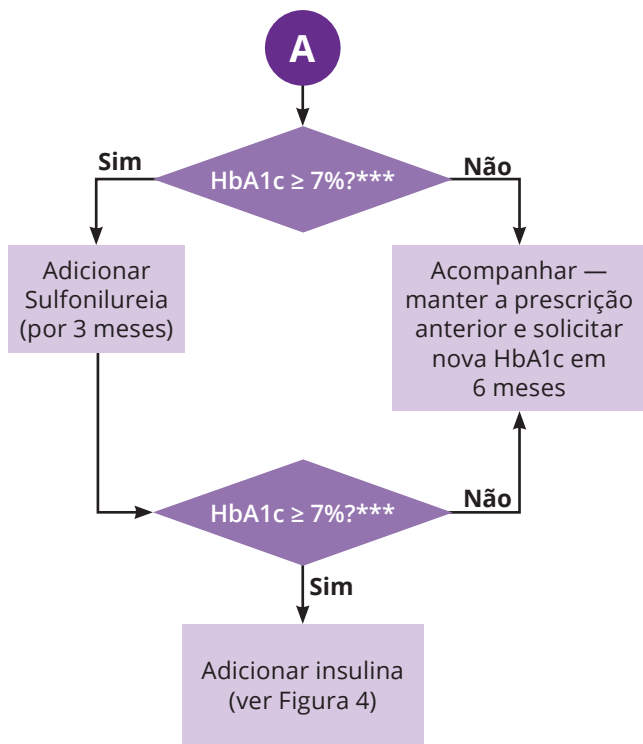 A
HbA1c ≥ 7%?***
Sim
Não
Adicionar
Sulfonilureia
(por 3 meses)
Acompanhar —
manter a prescrição
anterior e solicitar
nova HbA1c em
6 meses
HbA1c ≥ 7%?***
Não
Sim
Adicionar insulina
(ver Figura 4)